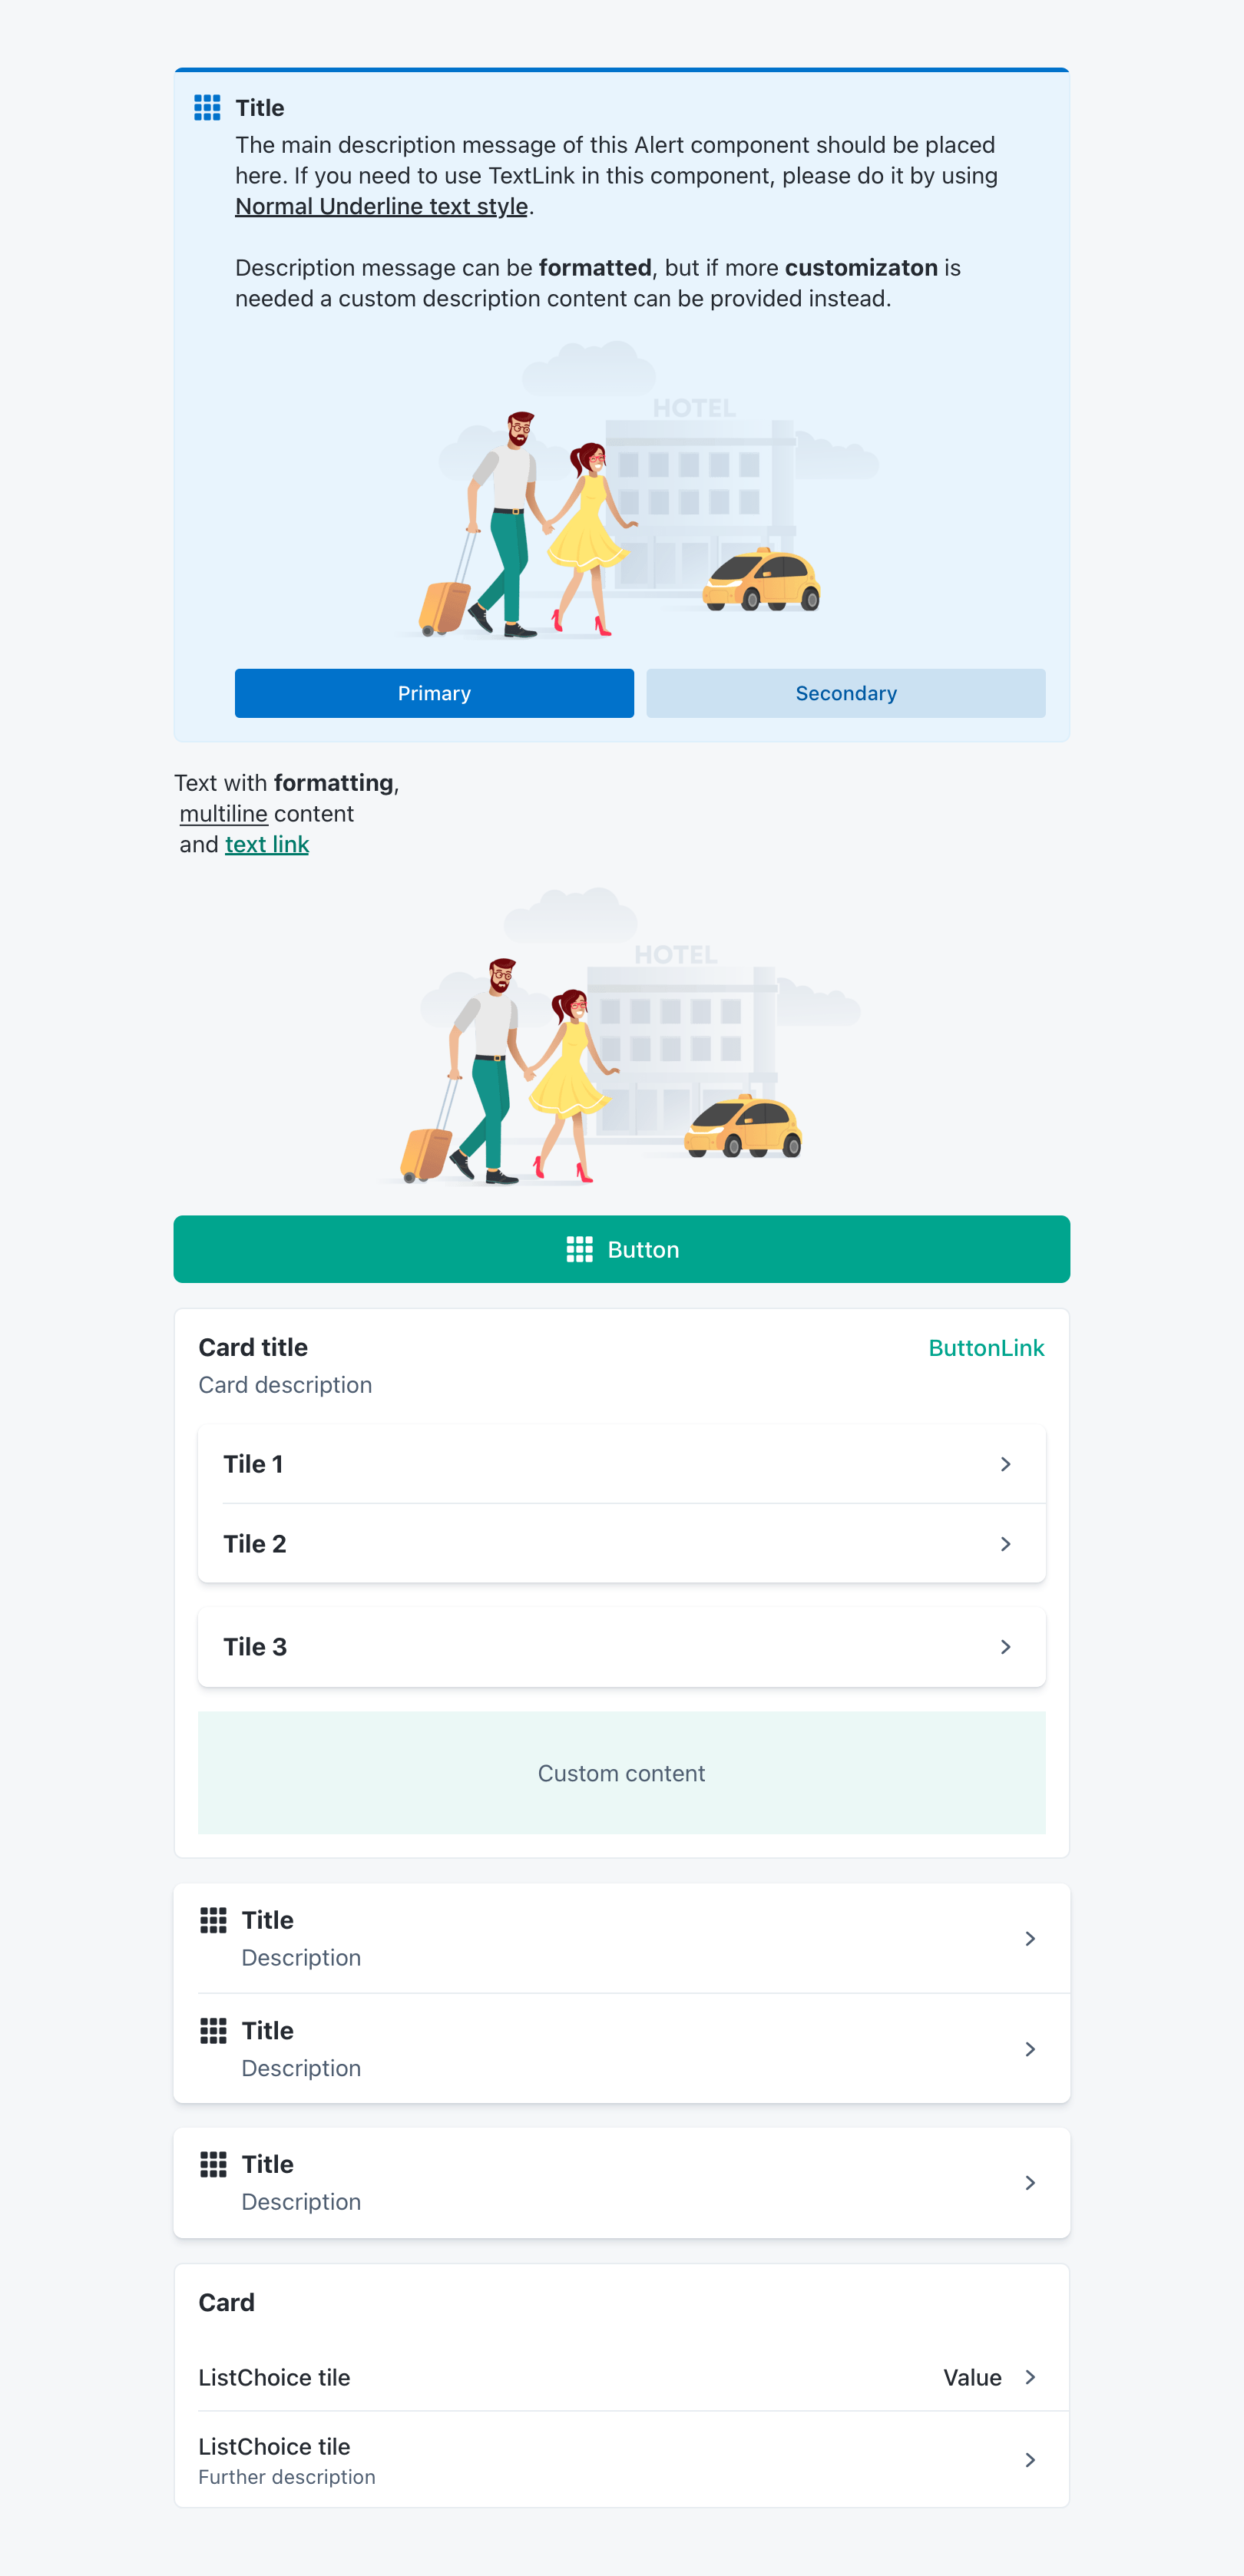 Title
The main description message of this Alert component should be placed
here. If you need to use TextLink in this component, please do it by using
Normal Underline text style.
Description message can be formatted, but if more customizaton is
needed a custom description content can be provided instead.
HOTEL
Primary Secondary
Text with formatting,
multiline content
and text link
HOTEL
Button
Card title ButtonLink
Card description
Tile 1
Tile 2
Tile 3
Custom content
Title
Description
Title
Description
Title
Description
Card
ListChoice tile Value
ListChoice tile
Further description